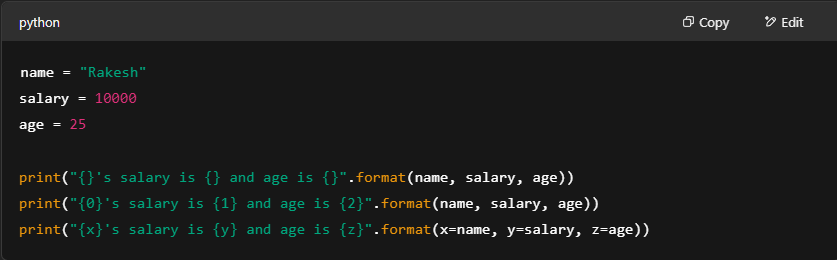 python
Copy
Edit
name = "Rakesh"
salary = 10000
age = 25
print("{}'s salary is {} and age is {}".format(name, salary, age))
print("{0}'s salary is {1} and age is {2}".format(name, salary, age))
print("{x}'s salary is {y} and age is {z}".format(x=name, y=salary, z=age))